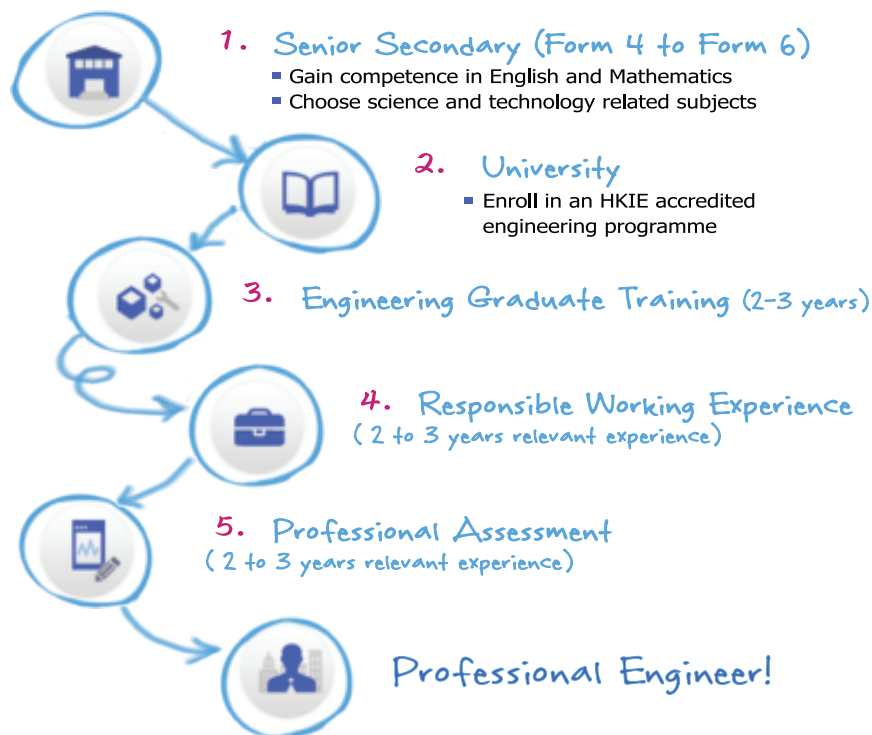 1. Senior Secondary (Form 4 to Form 6)
Gain competence in English and Mathematics
Choose science and technology related subjects
2. University
Enroll in an HKIE accredited
engineering programme
3. Engineering Graduate Training (2-3 years)
4. Responsible Working Experience
( 2 to 3 years relevant experience)
5. Professional Assessment
( 2 to 3 years relevant experience)
Professional Engineer!